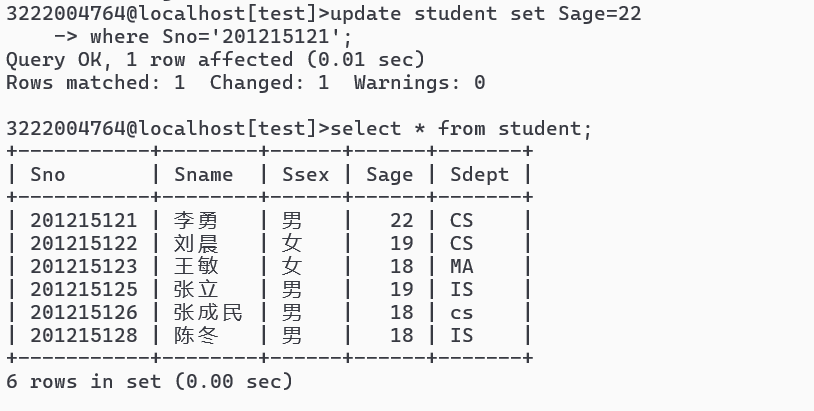 3222004764@localhost[test]>update student set Sage=22
    -> where Sno='201215121';
Query OK, 1 row affected (0.01 sec)
Rows matched: 1  Changed: 1  Warnings: 0

3222004764@localhost[test]>select * from student;
+-----------+--------+------+------+-------+
| Sno       | Sname  | Ssex | Sage | Sdept |
+-----------+--------+------+------+-------+
| 201215121 | 李勇   | 男   |   22 | CS    |
| 201215122 | 刘晨   | 女   |   19 | CS    |
| 201215123 | 王敏   | 女   |   18 | MA    |
| 201215125 | 张立   | 男   |   19 | IS    |
| 201215126 | 张成民 | 男   |   18 | cs    |
| 201215128 | 陈冬   | 男   |   18 | IS    |
+-----------+--------+------+------+-------+
6 rows in set (0.00 sec)